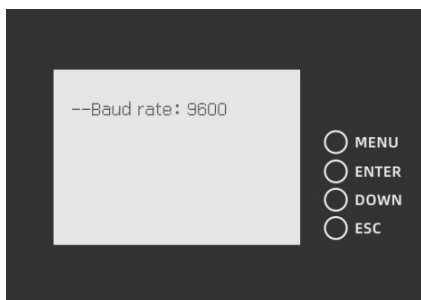 --Baud rate: 9600
MENU
ENTER
DOWN
ESC